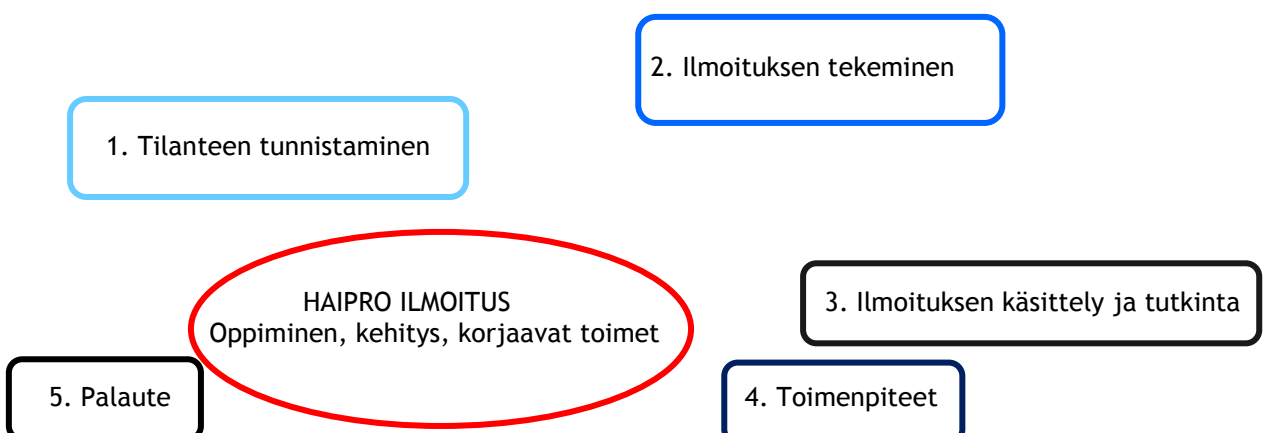 2. Ilmoituksen tekeminen
1. Tilanteen tunnistaminen
HAIPRO ILMOITUS
Oppiminen, kehitys, korjaavat toimet
3. Ilmoituksen käsittely ja tutkinta
5. Palaute
4. Toimenpiteet